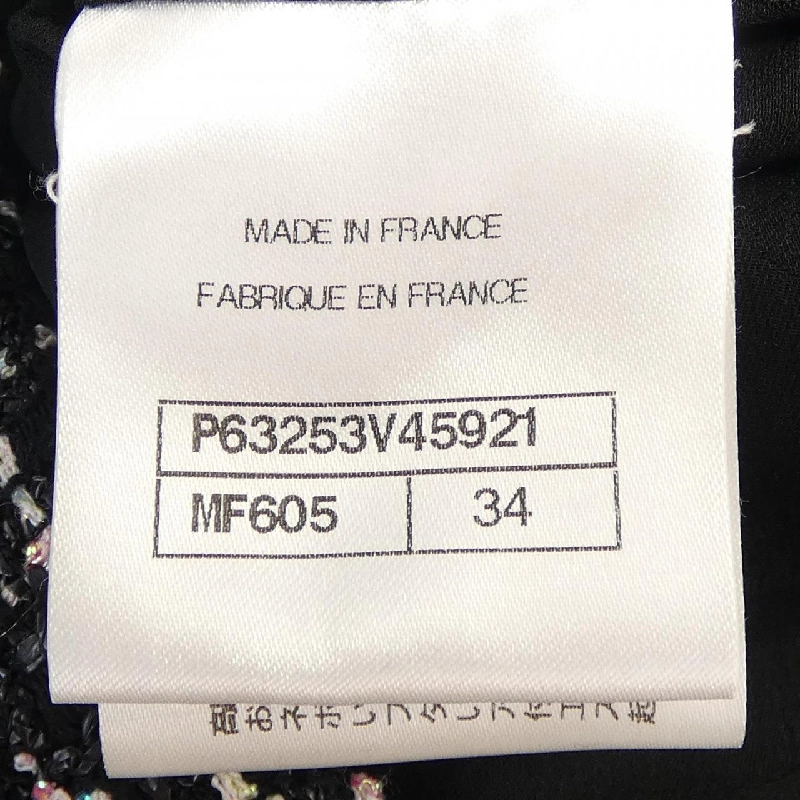 MADE IN FRANCE
FABRIQUE EN FRANCE
P63253V45921
MF605 34